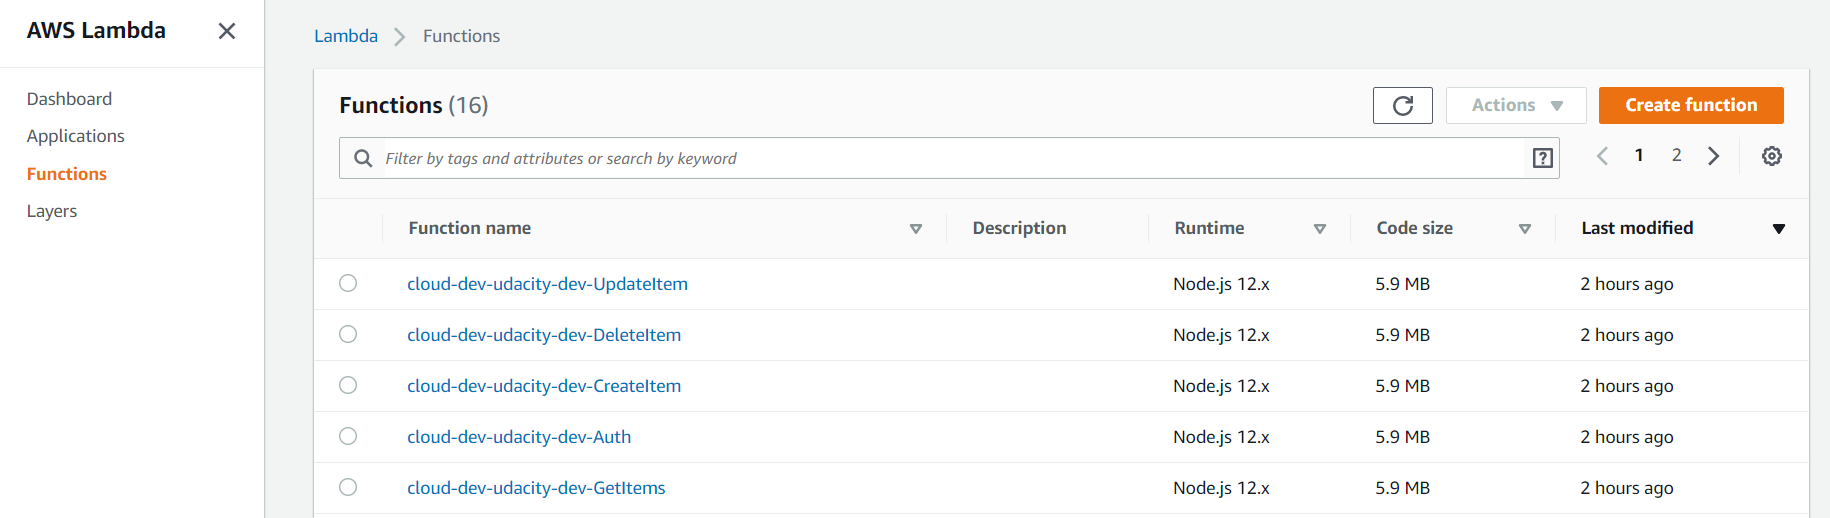 AWS Lambda
Dashboard
Applications
Functions
Layers
Lambda Functions
Functions (16)
Actions
Create function
Filter by tags and attributes or search by keyword
?
1 2
Function name Description Runtime Code size Last modified
cloud-dev-udacity-dev-UpdateItem Node.js 12.x 5.9 MB 2 hours ago
cloud-dev-udacity-dev-DeleteItem Node.js 12.x 5.9 MB 2 hours ago
cloud-dev-udacity-dev-CreateItem Node.js 12.x 5.9 MB 2 hours ago
cloud-dev-udacity-dev-Auth Node.js 12.x 5.9 MB 2 hours ago
cloud-dev-udacity-dev-GetItems Node.js 12.x 5.9 MB 2 hours ago